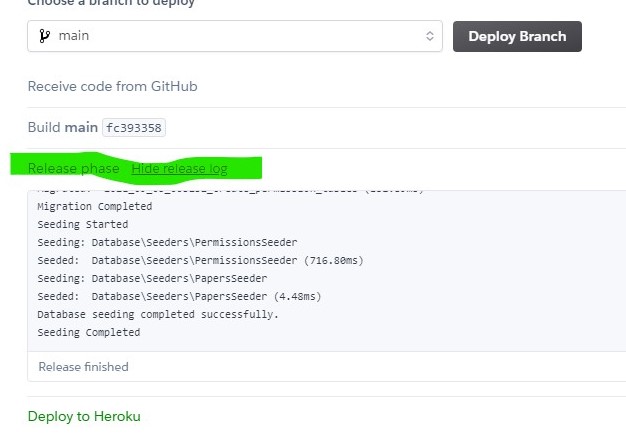 Choose a branch to deploy
main
Deploy Branch
Receive code from GitHub
Build main fc393358
Release phase Hide release log
Migration Completed
Seeding Started
Seeding: Database\Seeders\PermissionsSeeder
Seeded: Database\Seeders\PermissionsSeeder (716.80ms)
Seeding: Database\Seeders\PapersSeeder
Seeded: Database\Seeders\PapersSeeder (4.48ms)
Database seeding completed successfully.
Seeding Completed
Release finished
Deploy to Heroku